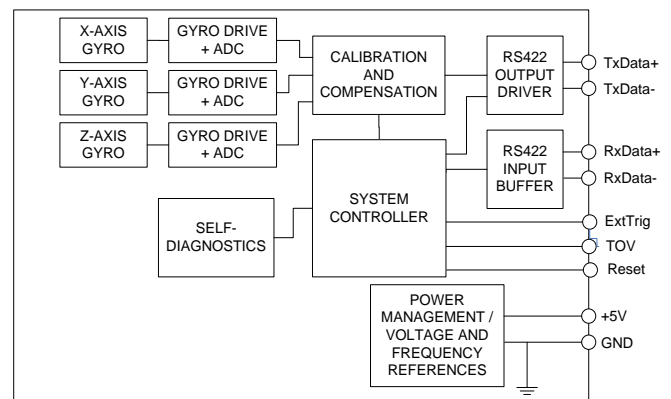 X-AXIS
GYRO
GYRO DRIVE
+ ADC
Y-AXIS
GYRO
GYRO DRIVE
+ ADC
Z-AXIS
GYRO
GYRO DRIVE
+ ADC
CALIBRATION
AND
COMPENSATION
RS422
OUTPUT
DRIVER
TxData+
TxData-
RS422
INPUT
BUFFER
RxData+
RxData-
SELF-
DIAGNOSTICS
SYSTEM
CONTROLLER
ExtTrig
TOV
Reset
POWER
MANAGEMENT /
VOLTAGE AND
FREQUENCY
REFERENCES
+5V
GND